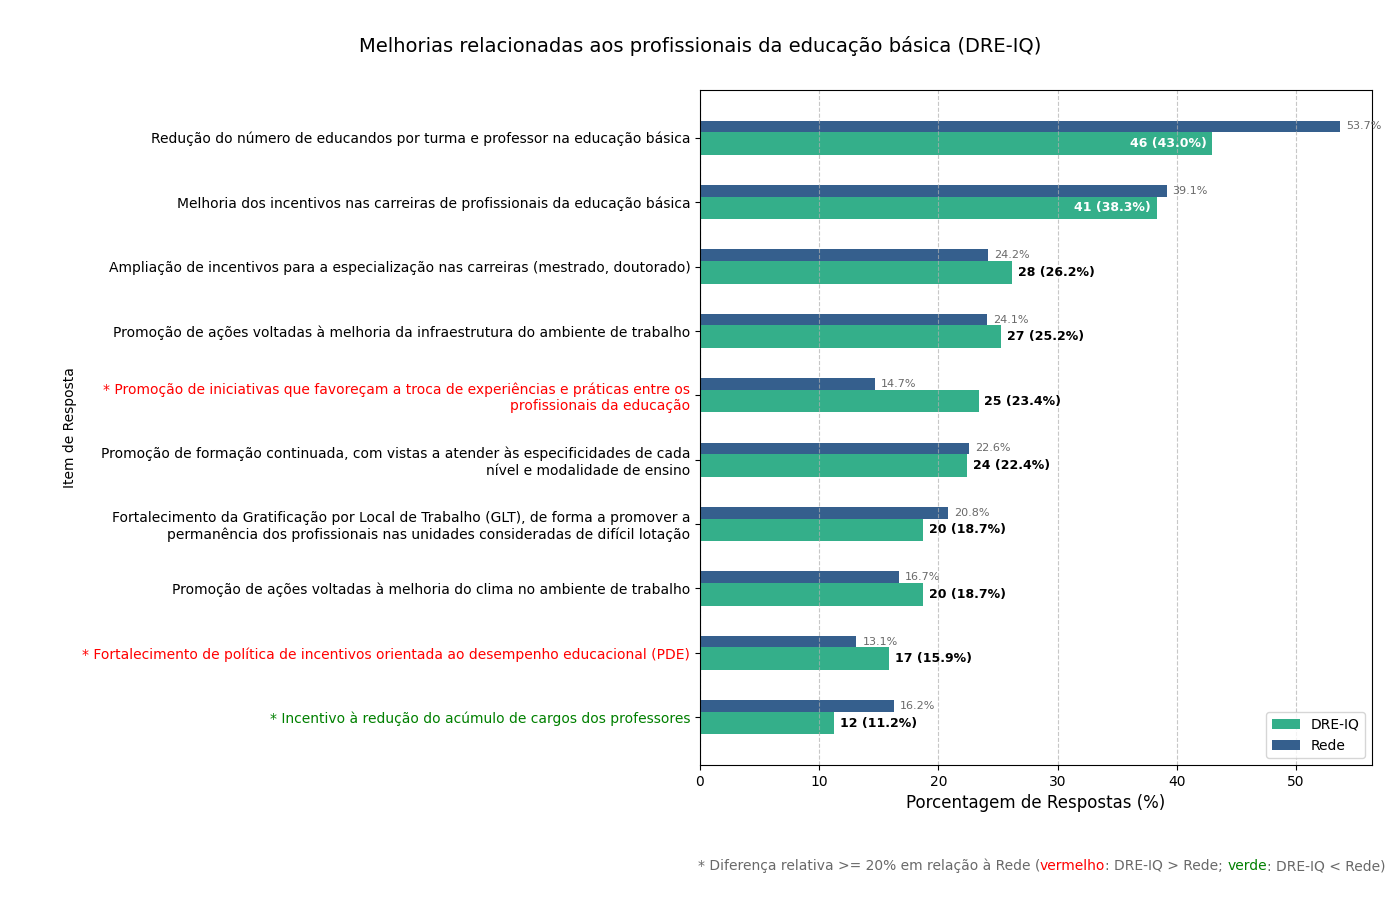 Melhorias relacionadas aos profissionais da educação básica (DRE-IQ)
Item de Resposta
Redução do número de educandos por turma e professor na educação básica
53.7%
46 (43.0%)
Melhoria dos incentivos nas carreiras de profissionais da educação básica
39.1%
41 (38.3%)
Ampliação de incentivos para a especialização nas carreiras (mestrado, doutorado)
24.2%
28 (26.2%)
Promoção de ações voltadas à melhoria da infraestrutura do ambiente de trabalho
24.1%
27 (25.2%)
* Promoção de iniciativas que favoreçam a troca de experiências e práticas entre os
profissionais da educação
14.7%
25 (23.4%)
Promoção de formação continuada, com vistas a atender às especificidades de cada
nível e modalidade de ensino
22.6%
24 (22.4%)
Fortalecimento da Gratificação por Local de Trabalho (GLT), de forma a promover a
permanência dos profissionais nas unidades consideradas de difícil lotação
20.8%
20 (18.7%)
Promoção de ações voltadas à melhoria do clima no ambiente de trabalho
16.7%
20 (18.7%)
* Fortalecimento de política de incentivos orientada ao desempenho educacional (PDE)
13.1%
17 (15.9%)
* Incentivo à redução do acúmulo de cargos dos professores
16.2%
12 (11.2%)
DRE-IQ
Rede
0 10 20 30 40 50
Porcentagem de Respostas (%)
* Diferença relativa >= 20% em relação à Rede (vermelho: DRE-IQ > Rede; verde: DRE-IQ < Rede)